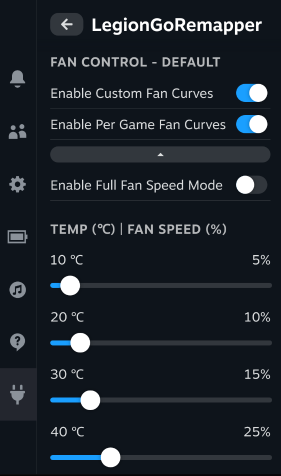 LegionGoRemapper
FAN CONTROL - DEFAULT
Enable Custom Fan Curves
Enable Per Game Fan Curves
Enable Full Fan Speed Mode
TEMP (°C) | FAN SPEED (%)
10 °C 5%
20 °C 10%
30 °C 15%
40 °C 25%